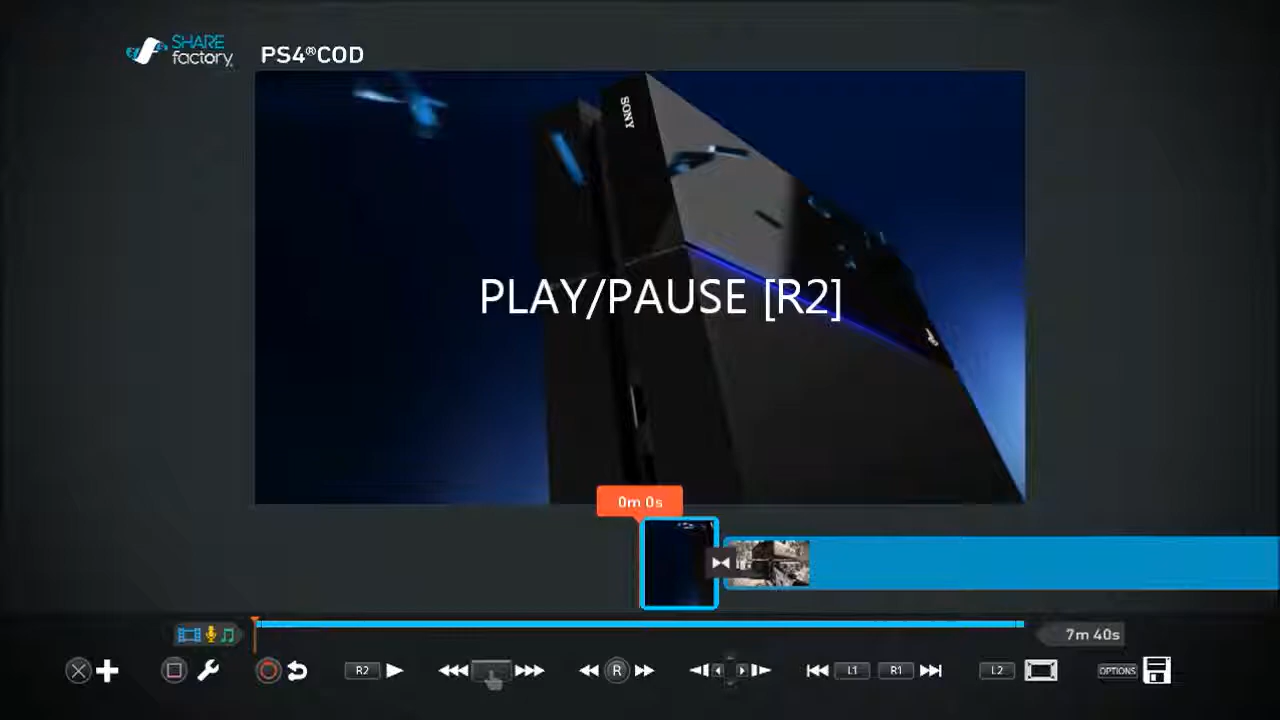 SHARE
factory
PS4®COD
SONY
PLAY/PAUSE [R2]
0m 0s
7m 40s
R2
R
L1
R1
L2
OPTIONS